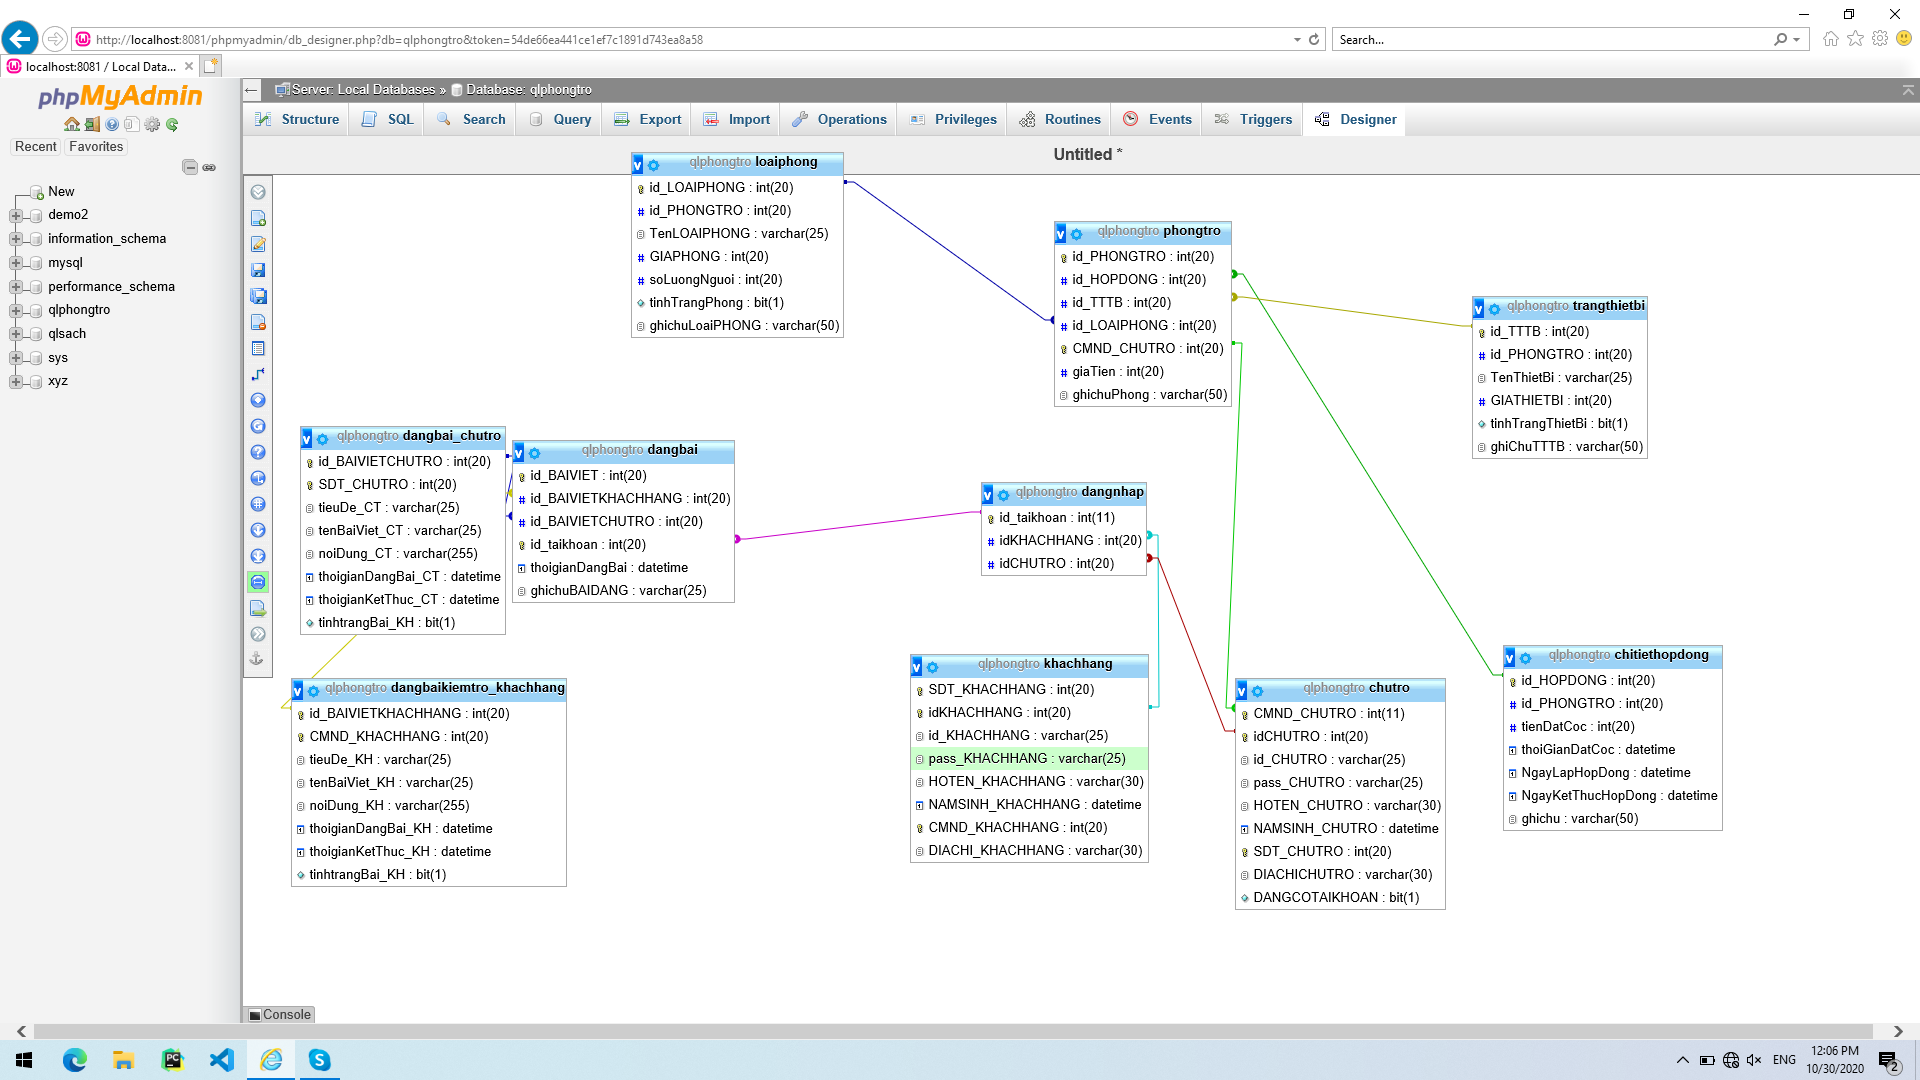 http://localhost:8081/phpmyadmin/db_designer.php?db=qlphongtro&token=54de66ea441ce1ef7c1891d743ea8a58
Search...
localhost:8081 / Local Data...
phpMyAdmin
Recent Favorites
New
demo2
information_schema
mysql
performance_schema
qlphongtro
qlsach
sys
xyz
Server: Local Databases » Database: qlphongtro
Structure SQL Search Query Export Import Operations Privileges Routines Events Triggers Designer
Untitled *
qlphongtro loaiphong
id_LOAIPHONG : int(20)
id_PHONGTRO : int(20)
TenLOAIPHONG : varchar(25)
GIAPHONG : int(20)
soLuongNguoi : int(20)
tinhTrangPhong : bit(1)
ghichuLoaiPHONG : varchar(50)
qlphongtro phongtro
id_PHONGTRO : int(20)
id_HOPDONG : int(20)
id_TTTB : int(20)
id_LOAIPHONG : int(20)
CMND_CHUTRO : int(20)
giaTien : int(20)
ghichuPhong : varchar(50)
qlphongtro trangthietbi
id_TTTB : int(20)
id_PHONGTRO : int(20)
TenThietBi : varchar(25)
GIATHIETBI : int(20)
tinhTrangThietBi : bit(1)
ghiChuTTTB : varchar(50)
qlphongtro dangbai_chutro
id_BAIVIETCHUTRO : int(20)
SDT_CHUTRO : int(20)
tieuDe_CT : varchar(25)
tenBaiViet_CT : varchar(25)
noiDung_CT : varchar(255)
thoigianDangBai_CT : datetime
thoigianKetThuc_CT : datetime
tinhtrangBai_KH : bit(1)
qlphongtro dangbai
id_BAIVIET : int(20)
id_BAIVIETKHACHHANG : int(20)
id_BAIVIETCHUTRO : int(20)
id_taikhoan : int(20)
thoigianDangBai : datetime
ghichuBAIDANG : varchar(25)
qlphongtro dangnhap
id_taikhoan : int(11)
idKHACHHANG : int(20)
idCHUTRO : int(20)
qlphongtro dangbaikiemtro_khachhang
id_BAIVIETKHACHHANG : int(20)
CMND_KHACHHANG : int(20)
tieuDe_KH : varchar(25)
tenBaiViet_KH : varchar(25)
noiDung_KH : varchar(255)
thoigianDangBai_KH : datetime
thoigianKetThuc_KH : datetime
tinhtrangBai_KH : bit(1)
qlphongtro khachhang
SDT_KHACHHANG : int(20)
idKHACHHANG : int(20)
id_KHACHHANG : varchar(25)
pass_KHACHHANG : varchar(25)
HOTEN_KHACHHANG : varchar(30)
NAMSINH_KHACHHANG : datetime
CMND_KHACHHANG : int(20)
DIACHI_KHACHHANG : varchar(30)
qlphongtro chutro
CMND_CHUTRO : int(11)
idCHUTRO : int(20)
id_CHUTRO : varchar(25)
pass_CHUTRO : varchar(25)
HOTEN_CHUTRO : varchar(30)
NAMSINH_CHUTRO : datetime
SDT_CHUTRO : int(20)
DIACHICHUTRO : varchar(30)
DANGCOTAIKHOAN : bit(1)
qlphongtro chitiethopdong
id_HOPDONG : int(20)
id_PHONGTRO : int(20)
tienDatCoc : int(20)
thoiGianDatCoc : datetime
NgayLapHopDong : datetime
NgayKetThucHopDong : datetime
ghichu : varchar(50)
Console
ENG
12:06 PM
10/30/2020
2